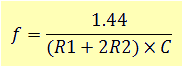 f = 1.44 / (R1 + 2R2) × C